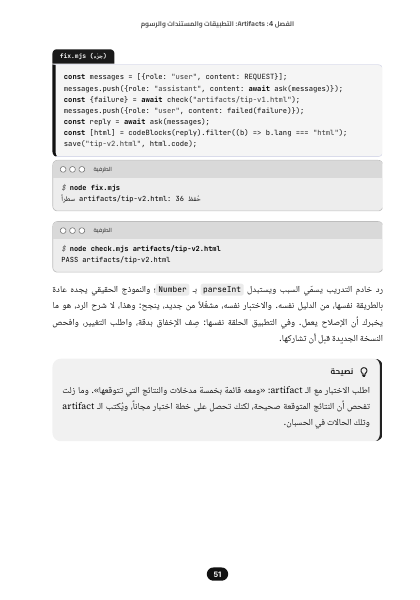 الفصل 4: Artifacts: التطبيقات والمستندات والرسوم
fix.mjs (جزء)
const messages = [{role: "user", content: REQUEST}];
messages.push({role: "assistant", content: await ask(messages)});
const {failure} = await check("artifacts/tip-v1.html");
messages.push({role: "user", content: failed(failure)});
const reply = await ask(messages);
const [html] = codeBlocks(reply).filter((b) => b.lang === "html");
save("tip-v2.html", html.code);
الطرفية
$ node fix.mjs
حُفظ artifacts/tip-v2.html: 36 سطراً
الطرفية
$ node check.mjs artifacts/tip-v2.html
PASS artifacts/tip-v2.html
رد خادم التدريب يسمّي السبب ويستبدل parseInt بـ Number؛ والنموذج الحقيقي يجده عادة
بالطريقة نفسها، من الدليل نفسه. والاختبار نفسه، مشغّلاً من جديد، ينجح: وهذا، لا شرح الرد، هو ما
يخبرك أن الإصلاح يعمل. وفي التطبيق الحلقة نفسها: صِف الإخفاق بدقة، واطلب التغيير، وافحص
النسخة الجديدة قبل أن تشاركها.
نصيحة
اطلب الاختبار مع الـ artifact: «ومعه قائمة بخمسة مدخلات والنتائج التي تتوقعها». وما زلت
تفحص أن النتائج المتوقعة صحيحة، لكنك تحصل على خطة اختبار مجاناً، ويُكتب الـ artifact
وتلك الحالات في الحسبان.
51